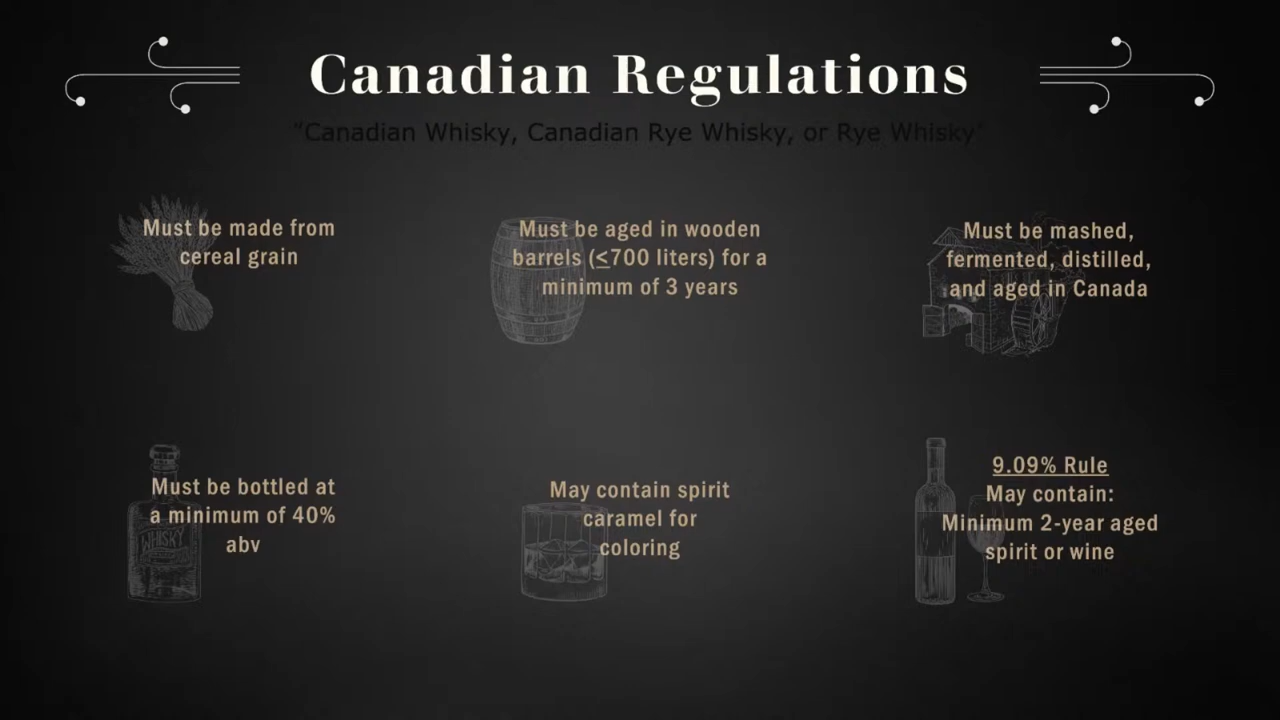 Canadian Regulations
"Canadian Whisky, Canadian Rye Whisky, or Rye Whisky"
Must be made from
cereal grain
Must be aged in wooden
barrels (≤700 liters) for a
minimum of 3 years
Must be mashed,
fermented, distilled,
and aged in Canada
Must be bottled at
a minimum of 40%
abv
WHISKY
May contain spirit
caramel for
coloring
9.09% Rule
May contain:
Minimum 2-year aged
spirit or wine